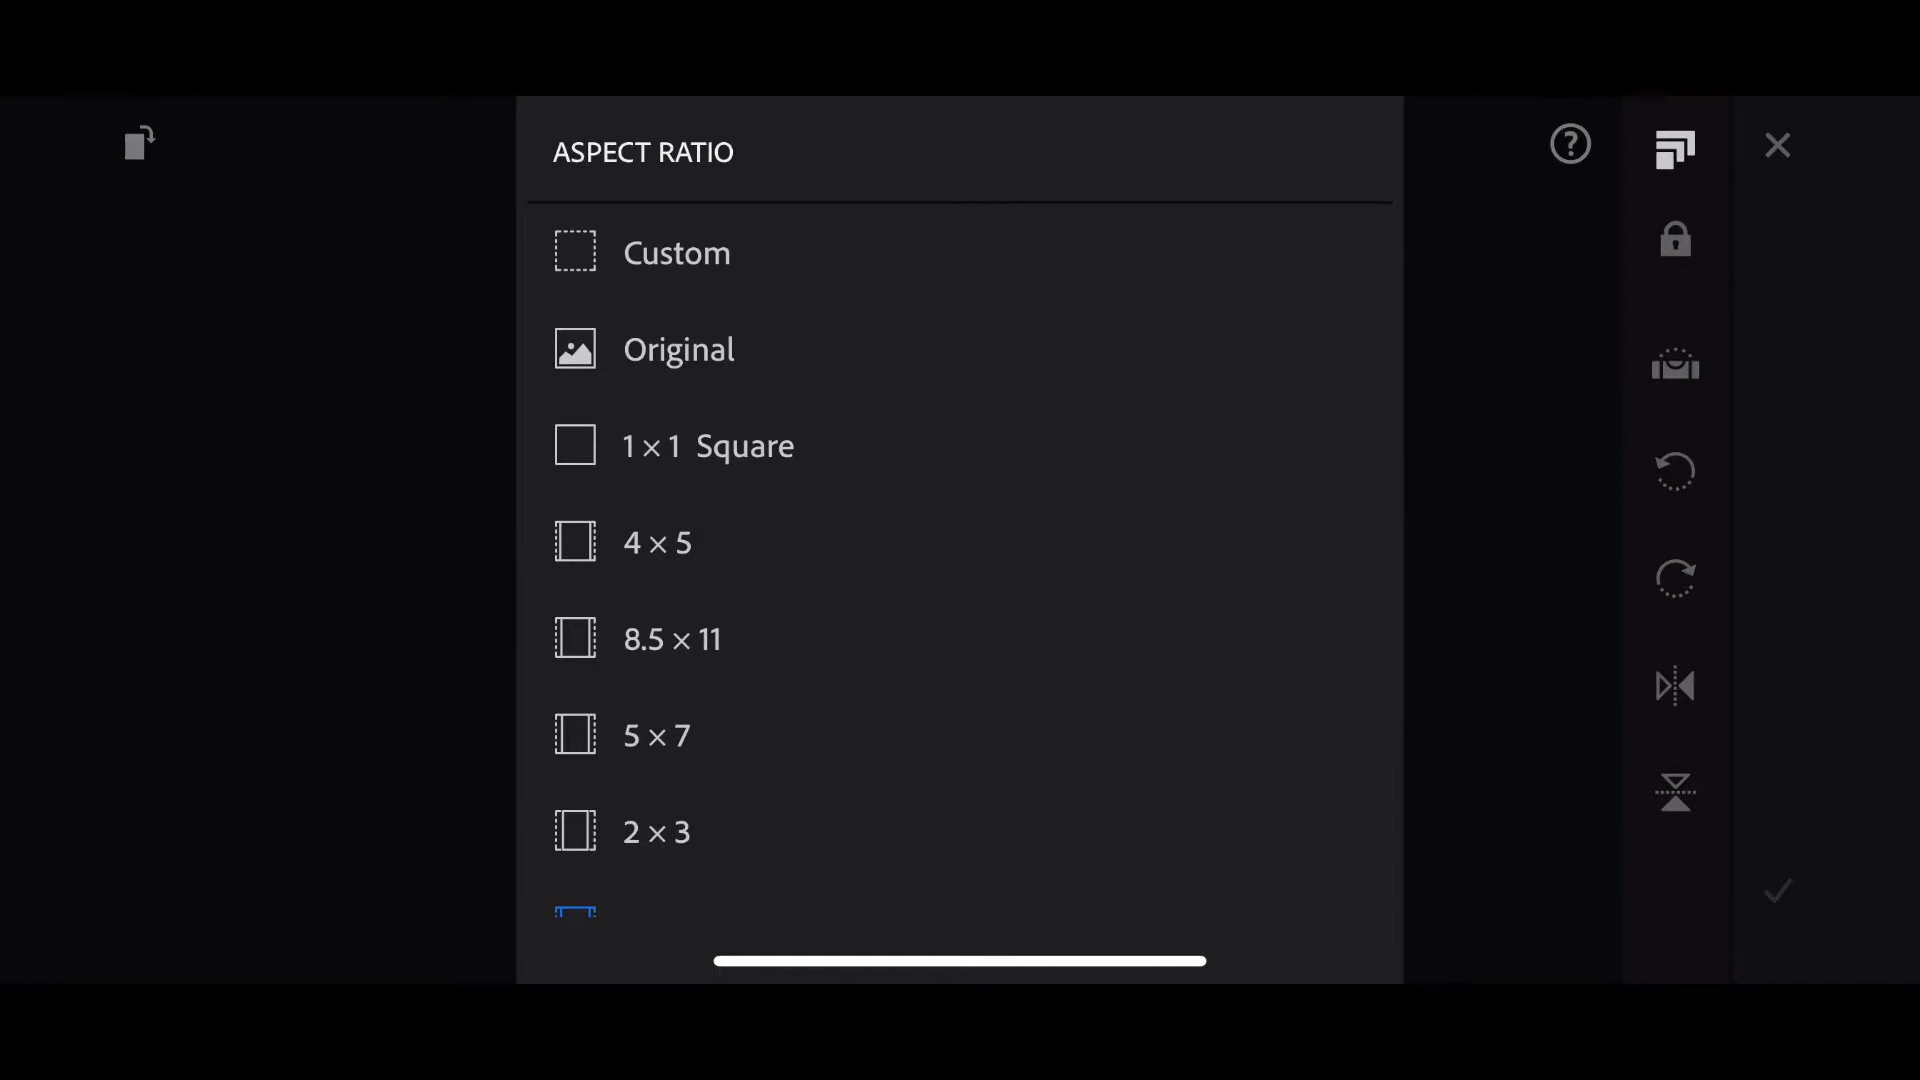 ASPECT RATIO
Custom
Original
1 × 1 Square
4 × 5
8.5 × 11
5 × 7
2 × 3